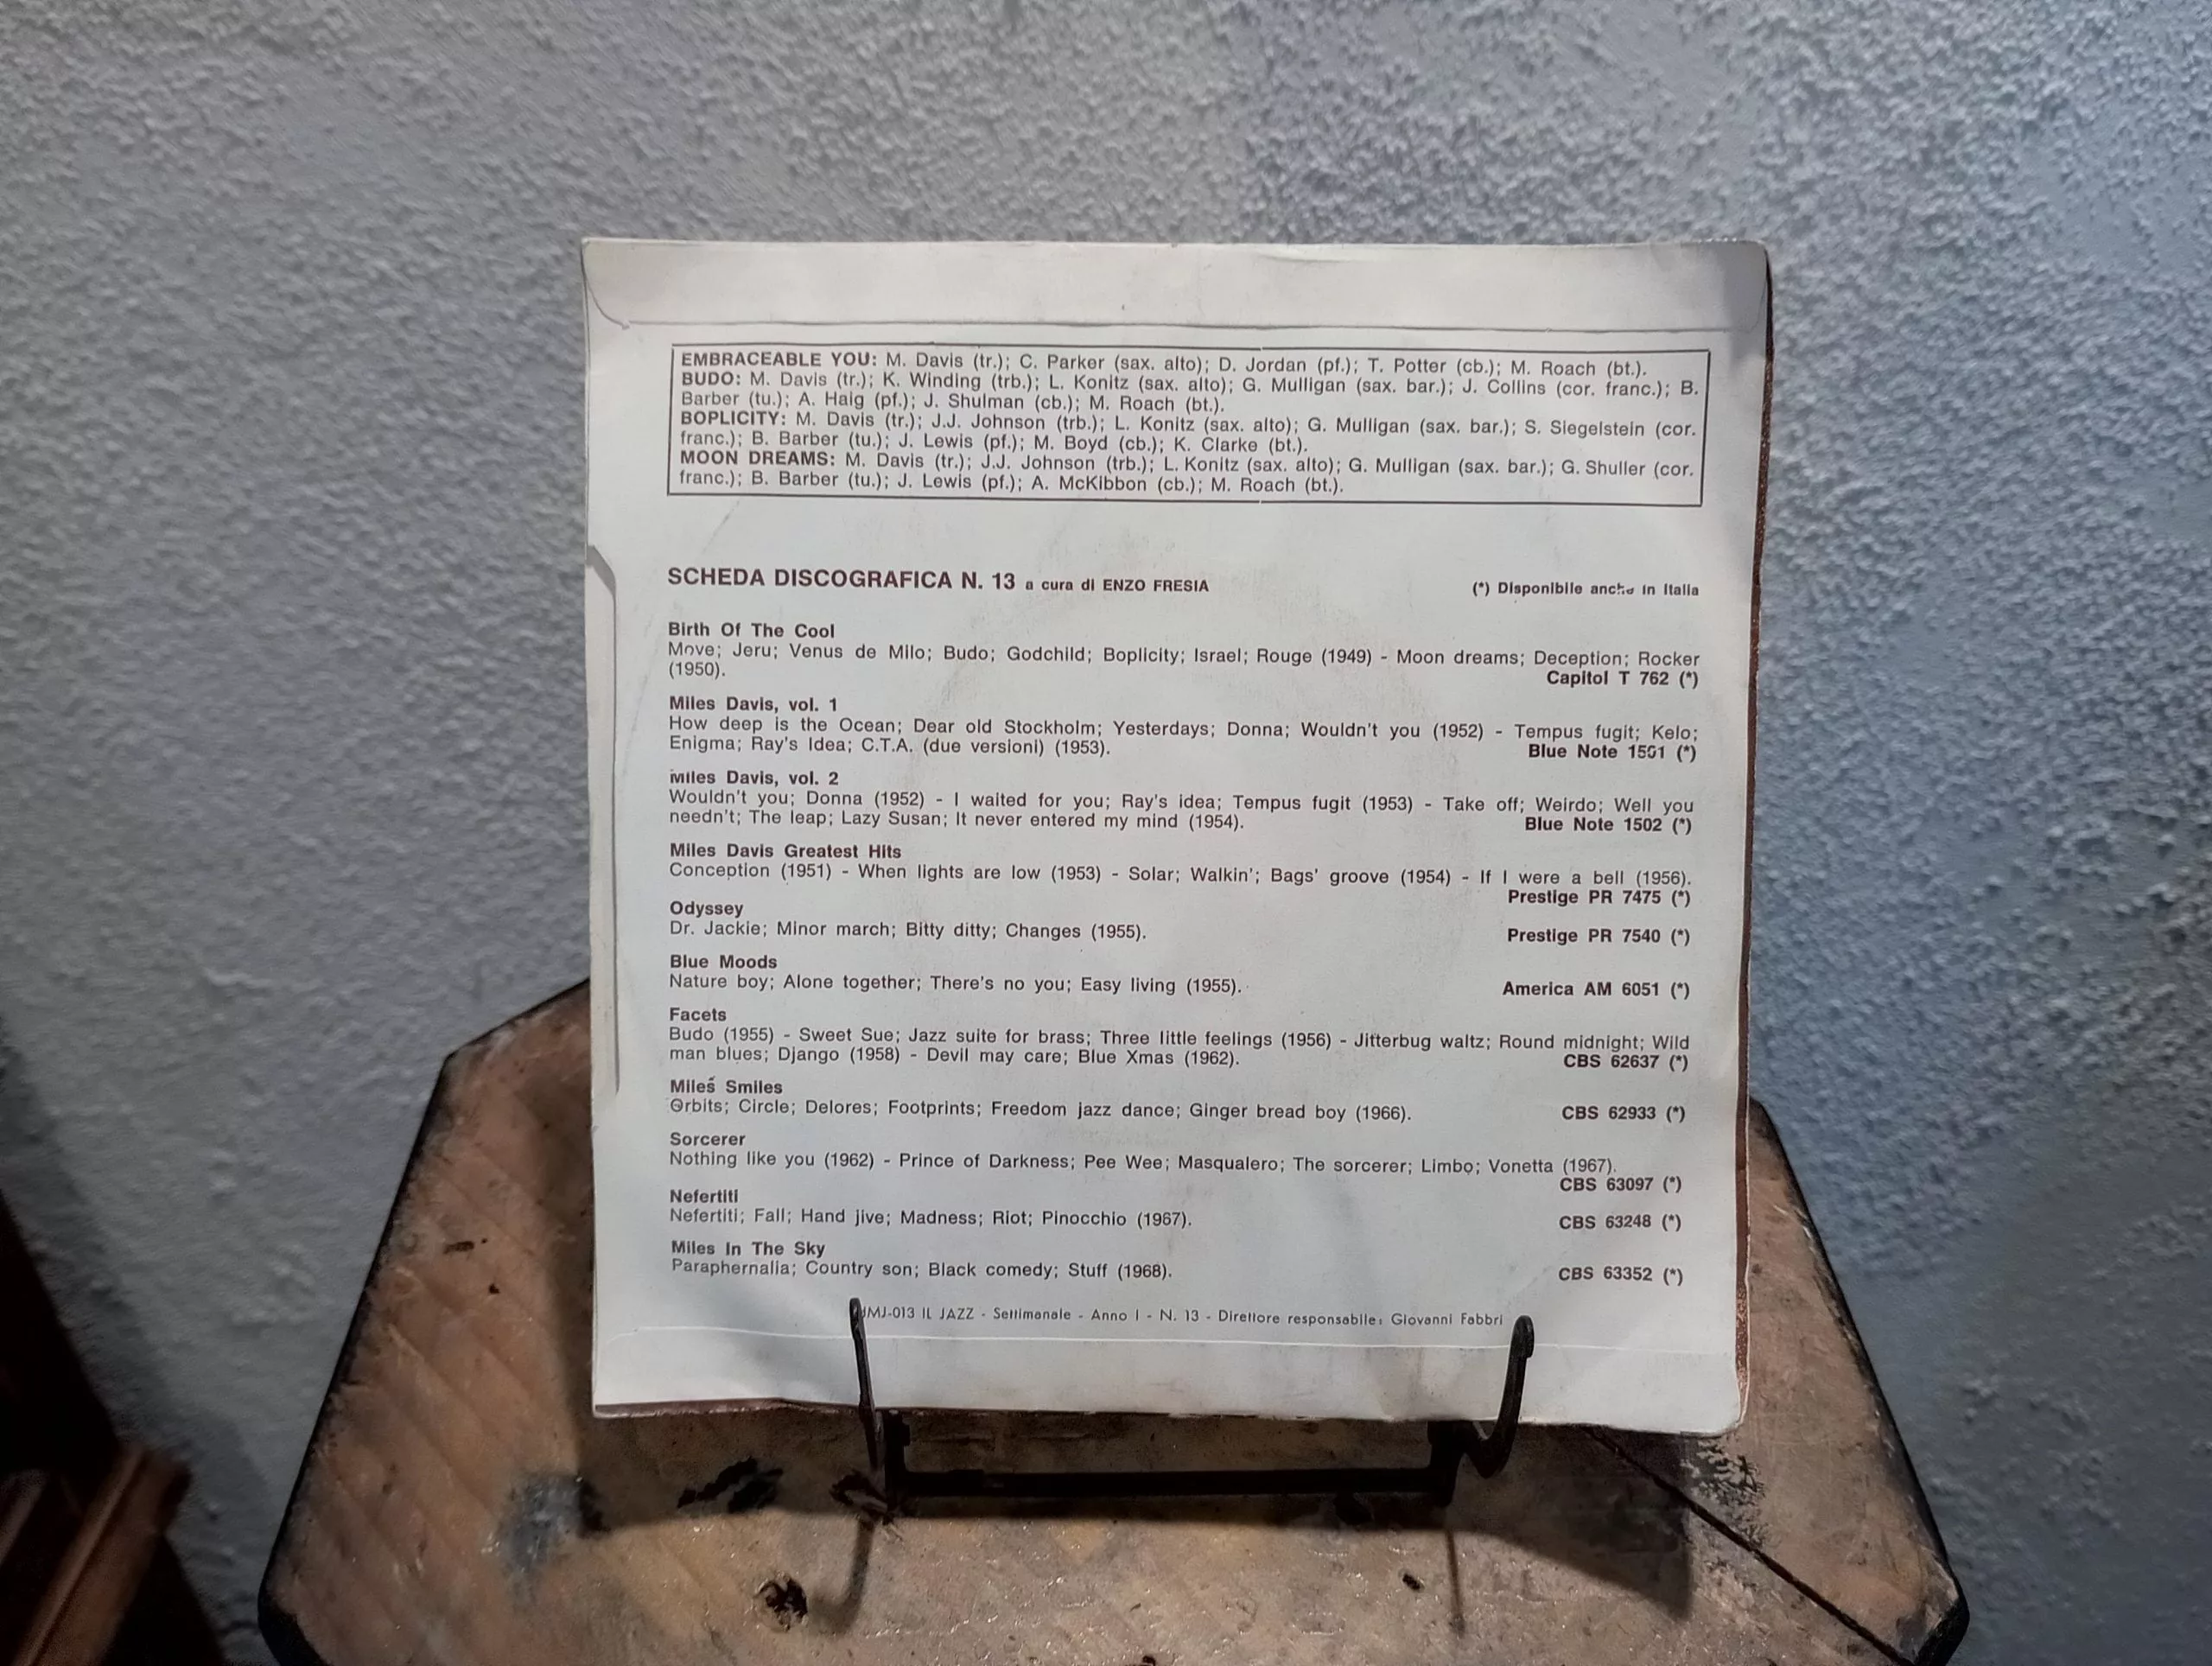 EMBRACEABLE YOU: M. Davis (tr.); C. Parker (sax. alto); D. Jordan (pf.); T. Potter (cb.); M. Roach (bt.).
BUDO: M. Davis (tr.); K. Winding (trb.); L. Konitz (sax. alto); G. Mulligan (sax. bar.); J. Collins (cor. franc.); B.
Barber (tu.); A. Haig (pf.); J. Shulman (cb.); M. Roach (bt.).
BOPLICITY: M. Davis (tr.); J.J. Johnson (trb.); L. Konitz (sax. alto); G. Mulligan (sax. bar.); S. Siegelstein (cor.
franc.); B. Barber (tu.); J. Lewis (pf.); M. Boyd (cb.); K. Clarke (bt.).
MOON DREAMS: M. Davis (tr.); J.J. Johnson (trb.); L. Konitz (sax. alto); G. Mulligan (sax. bar.); G. Shuller (cor.
franc.); B. Barber (tu.); J. Lewis (pf.); A. McKibbon (cb.); M. Roach (bt.).
SCHEDA DISCOGRAFICA N. 13 a cura di ENZO FRESIA (*) Disponibile anche in Italia
Birth Of The Cool
Move; Jeru; Venus de Milo; Budo; Godchild; Boplicity; Israel; Rouge (1949) - Moon dreams; Deception; Rocker
(1950). Capitol T 762 (*)
Miles Davis, vol. 1
How deep is the Ocean; Dear old Stockholm; Yesterdays; Donna; Wouldn't you (1952) - Tempus fugit; Kelo;
Enigma; Ray's Idea; C.T.A. (due versioni) (1953). Blue Note 1501 (*)
Miles Davis, vol. 2
Wouldn't you; Donna (1952) - I waited for you; Ray's idea; Tempus fugit (1953) - Take off; Weirdo; Well you
needn't; The leap; Lazy Susan; It never entered my mind (1954). Blue Note 1502 (*)
Miles Davis Greatest Hits
Conception (1951) - When lights are low (1953) - Solar; Walkin'; Bags' groove (1954) - If I were a bell (1956).
Prestige PR 7475 (*)
Odyssey
Dr. Jackie; Minor march; Bitty ditty; Changes (1955). Prestige PR 7540 (*)
Blue Moods
Nature boy; Alone together; There's no you; Easy living (1955). America AM 6051 (*)
Facets
Budo (1955) - Sweet Sue; Jazz suite for brass; Three little feelings (1956) - Jitterbug waltz; Round midnight; Wild
man blues; Django (1958) - Devil may care; Blue Xmas (1962). CBS 62637 (*)
Miles Smiles
Orbits; Circle; Delores; Footprints; Freedom jazz dance; Ginger bread boy (1966). CBS 62933 (*)
Sorcerer
Nothing like you (1962) - Prince of Darkness; Pee Wee; Masqualero; The sorcerer; Limbo; Vonetta (1967).
CBS 63097 (*)
Nefertiti
Nefertiti; Fall; Hand jive; Madness; Riot; Pinocchio (1967). CBS 63248 (*)
Miles In The Sky
Paraphernalia; Country son; Black comedy; Stuff (1968). CBS 63352 (*)
IL JAZZ - Settimanale - Anno I - N. 13 - Direttore responsabile: Giovanni Fabbri